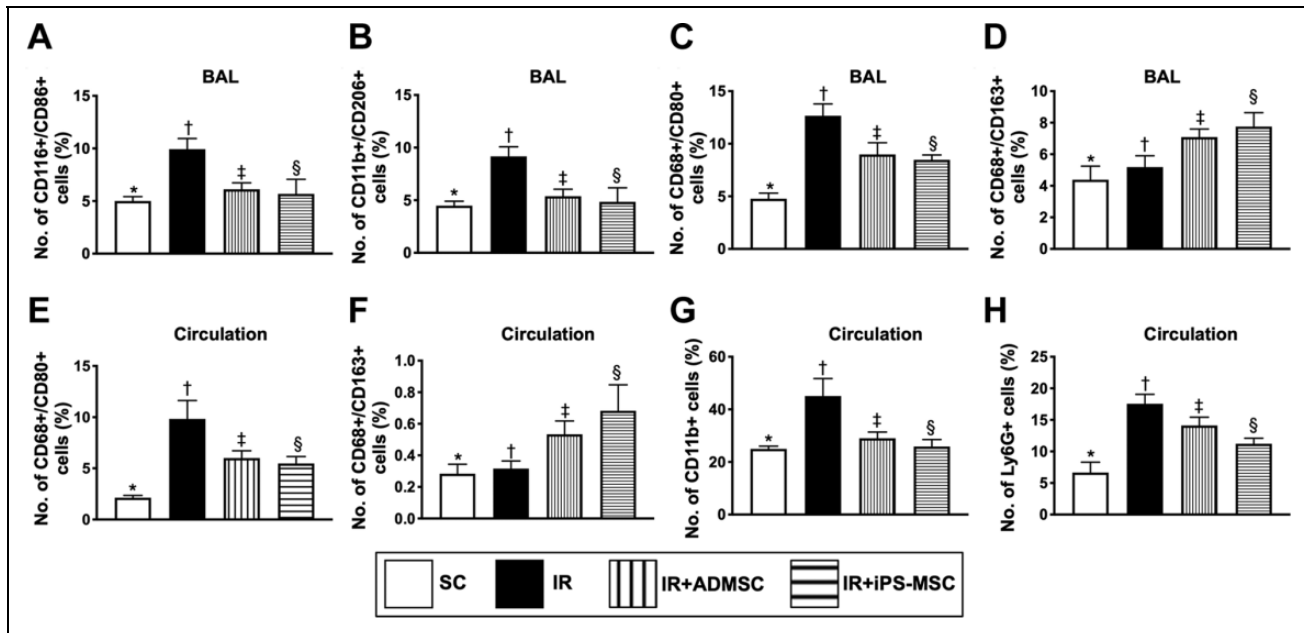 A
BAL
No. of CD116+/CD86+
cells (%)
15
10
5
0
*
†
‡
§
B
BAL
No. of CD11b+/CD206+
cells (%)
15
10
5
0
*
†
‡
§
C
BAL
No. of CD68+/CD80+
cells (%)
15
10
5
0
*
†
‡
§
D
BAL
No. of CD68+/CD163+
cells (%)
10
8
6
4
2
0
*
†
‡
§
E
Circulation
No. of CD68+/CD80+
cells (%)
15
10
5
0
*
†
‡
§
F
Circulation
No. of CD68+/CD163+
cells (%)
1.0
0.8
0.6
0.4
0.2
0.0
*
†
‡
§
G
Circulation
No. of CD11b+ cells (%)
60
40
20
0
*
†
‡
§
H
Circulation
No. of Ly6G+ cells (%)
25
20
15
10
5
0
*
†
‡
§
SC
IR
IR+ADMSC
IR+iPS-MSC